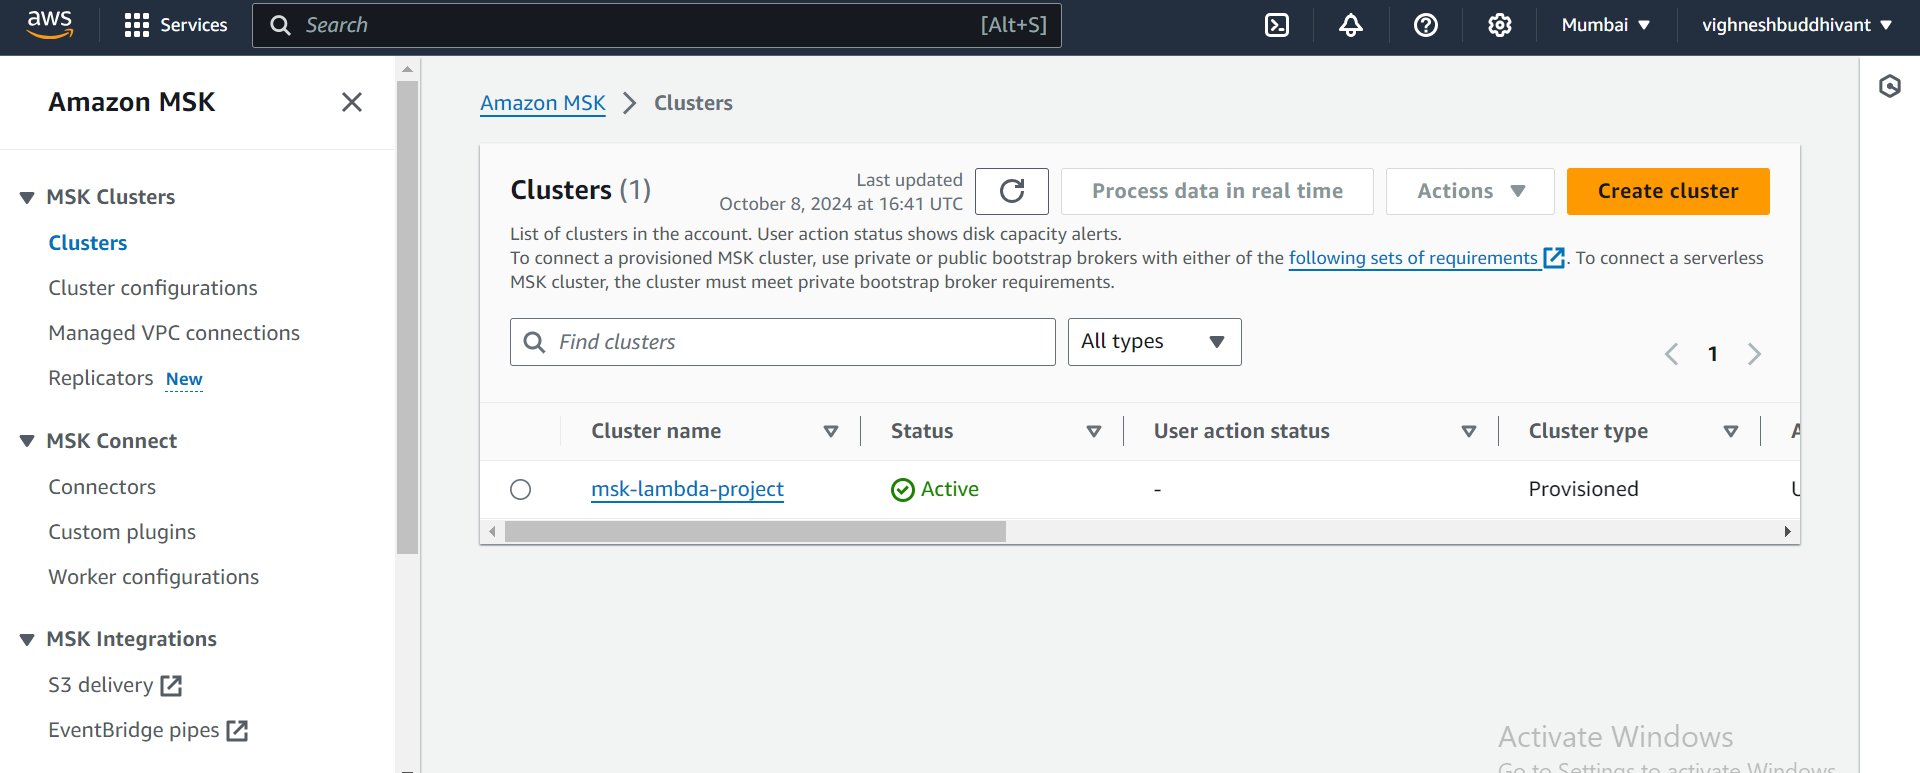 aws
Services
Search
[Alt+S]
Mumbai
vighneshbuddhivant
Amazon MSK
MSK Clusters
Clusters
Cluster configurations
Managed VPC connections
Replicators New
MSK Connect
Connectors
Custom plugins
Worker configurations
MSK Integrations
S3 delivery
EventBridge pipes
Amazon MSK > Clusters
Clusters (1)
Last updated
October 8, 2024 at 16:41 UTC
Process data in real time
Actions
Create cluster
List of clusters in the account. User action status shows disk capacity alerts.
To connect a provisioned MSK cluster, use private or public bootstrap brokers with either of the following sets of requirements. To connect a serverless
MSK cluster, the cluster must meet private bootstrap broker requirements.
Find clusters
All types
1
Cluster name
Status
User action status
Cluster type
msk-lambda-project
Active
-
Provisioned
Activate Windows
Go to Settings to activate Windows.